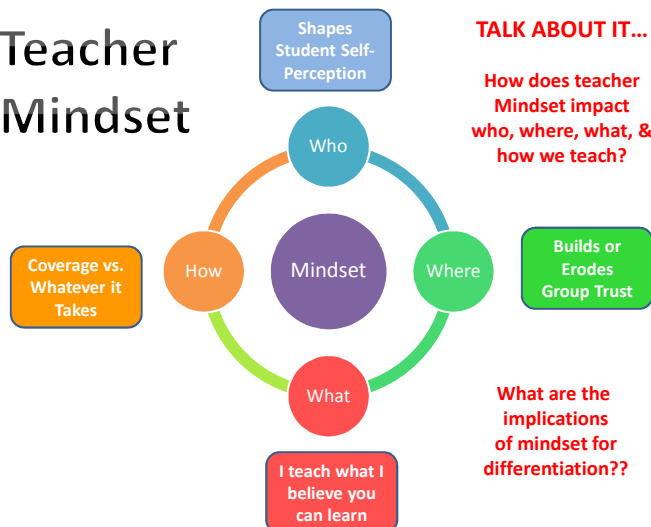 Teacher
Mindset
Shapes
Student Self-
Perception
TALK ABOUT IT…
How does teacher
Mindset impact
who, where, what, &
how we teach?
Who
Coverage vs.
Whatever it
Takes
How
Mindset
Where
Builds or
Erodes
Group Trust
What
What are the
implications
of mindset for
differentiation??
I teach what I
believe you
can learn